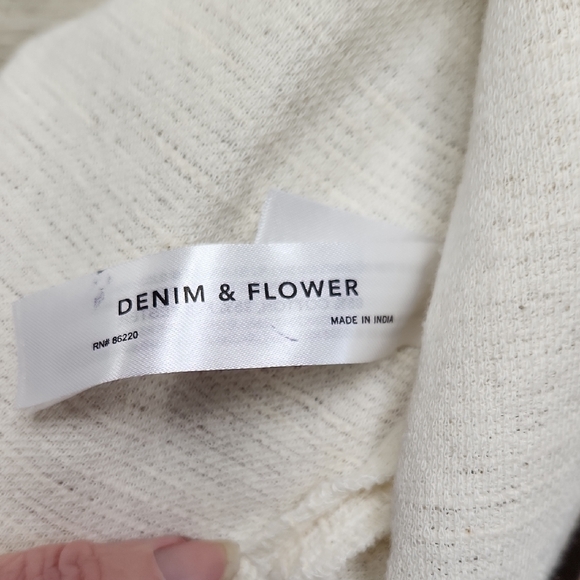 DENIM & FLOWER
RN# 86220
MADE IN INDIA